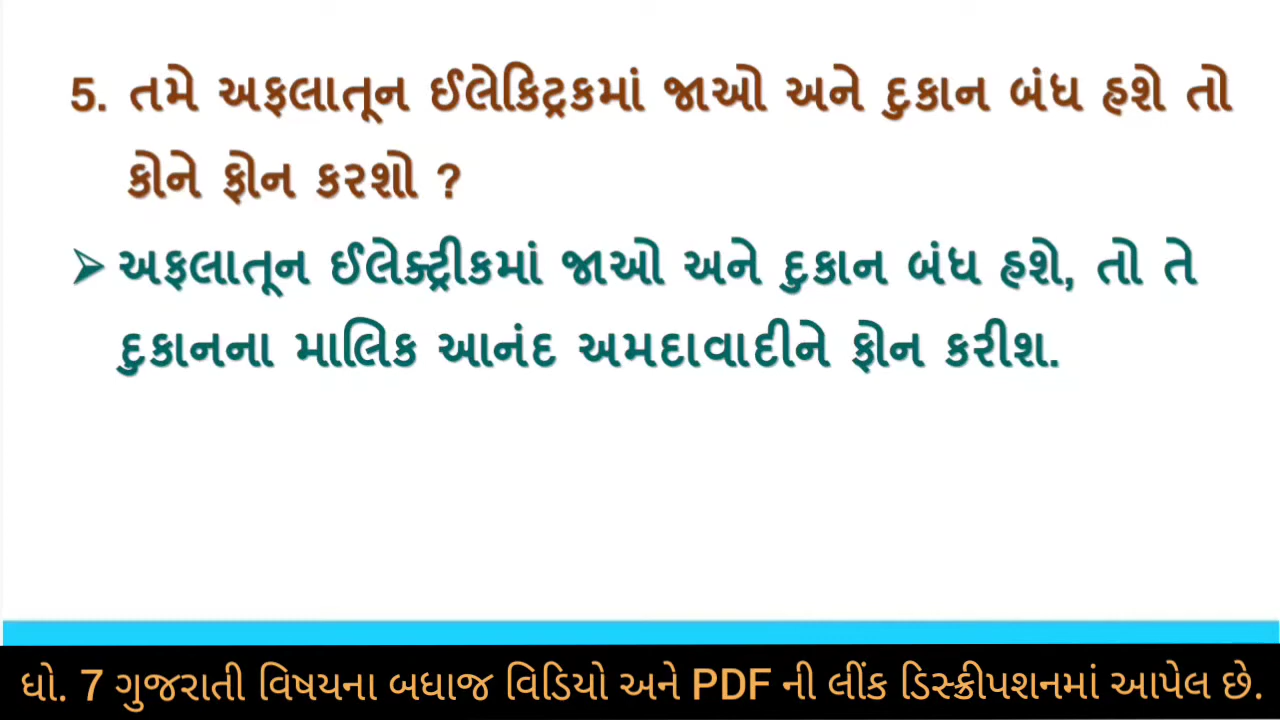 5. તમે અફલાતૂન ઈલેકિટ્રકમાં જાઓ અને દુકાન બંધ હશે તો
કોને ફોન કરશો ?
➢ અફલાતૂન ઈલેક્ટ્રીકમાં જાઓ અને દુકાન બંધ હશે, તો તે
દુકાનના માલિક આનંદ અમદાવાદીને ફોન કરીશ.
ધો. 7 ગુજરાતી વિષયના બધાજ વિડિયો અને PDF ની લીંક ડિસ્ક્રીપશનમાં આપેલ છે.